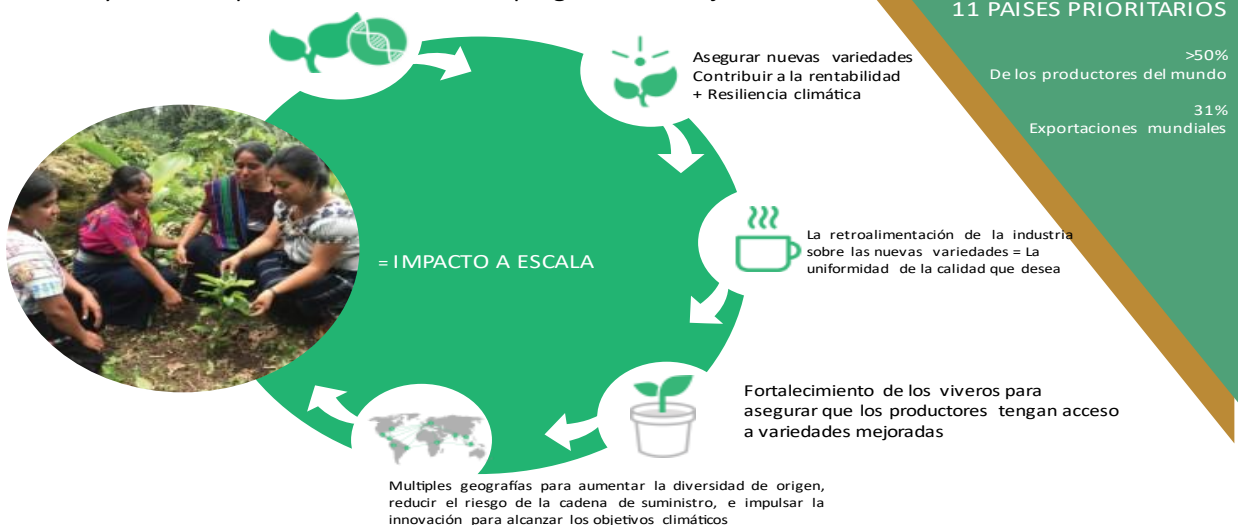 11 PAISES PRIORITARIOS
>50%
De los productores del mundo
31%
Exportaciones mundiales
Asegurar nuevas variedades
Contribuir a la rentabilidad
+ Resiliencia climática
La retroalimentación de la industria
sobre las nuevas variedades = La
uniformidad de la calidad que desea
= IMPACTO A ESCALA
Fortalecimiento de los viveros para
asegurar que los productores tengan acceso
a variedades mejoradas
Multiples geografías para aumentar la diversidad de origen,
reducir el riesgo de la cadena de suministro, e impulsar la
innovación para alcanzar los objetivos climáticos